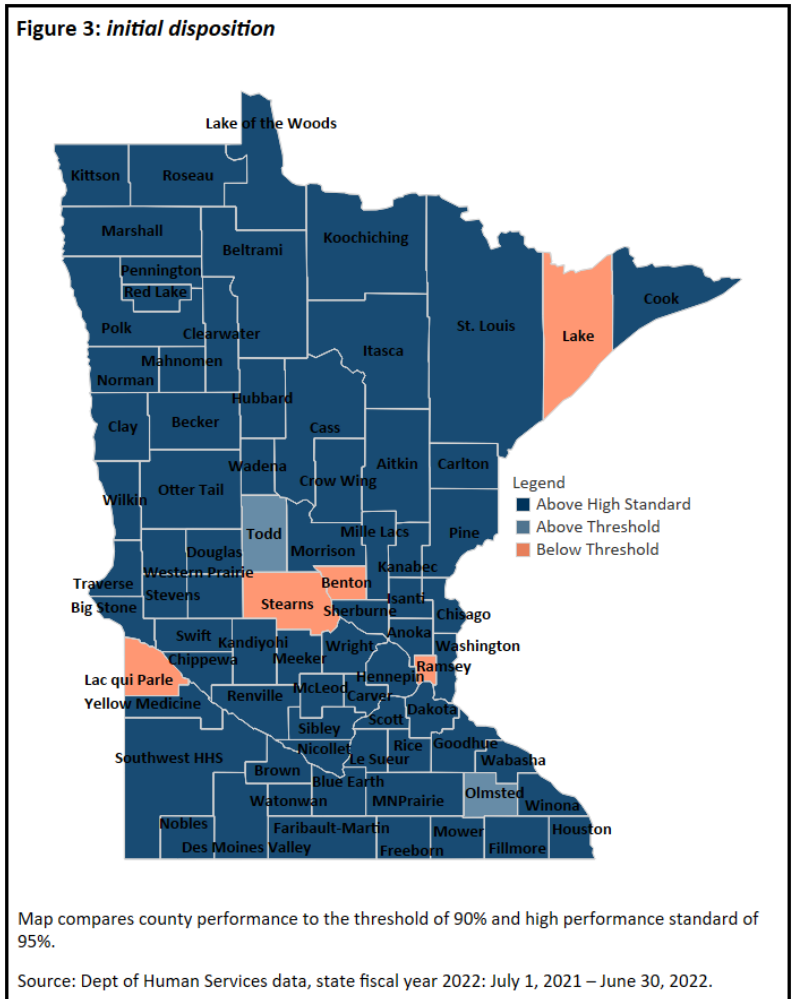 Figure 3: initial disposition
Lake of the Woods
Kittson
Roseau
Marshall
Beltrami
Koochiching
Pennington
Red Lake
Cook
Polk
Clearwater
St. Louis
Lake
Itasca
Mahnomen
Norman
Hubbard
Clay
Becker
Cass
Wadena
Aitkin
Carlton
Crow Wing
Otter Tail
Wilkin
Legend
Above High Standard
Above Threshold
Below Threshold
Todd
Mille Lacs
Pine
Douglas
Morrison
Kanabec
Western Prairie
Traverse
Benton
Stevens
Big Stone
Stearns
Isanti
Sherburne
Chisago
Swift
Kandiyohi
Anoka
Wright
Washington
Chippewa
Meeker
Ramsey
Hennepin
Lac qui Parle
McLeod
Carver
Yellow Medicine
Renville
Dakota
Scott
Sibley
Southwest HHS
Nicollet
Rice
Goodhue
Le Sueur
Wabasha
Brown
Blue Earth
Olmsted
Watonwan
MNPrairie
Winona
Nobles
Faribault-Martin
Mower
Houston
Des Moines Valley
Freeborn
Fillmore
Map compares county performance to the threshold of 90% and high performance standard of
95%.
Source: Dept of Human Services data, state fiscal year 2022: July 1, 2021 – June 30, 2022.